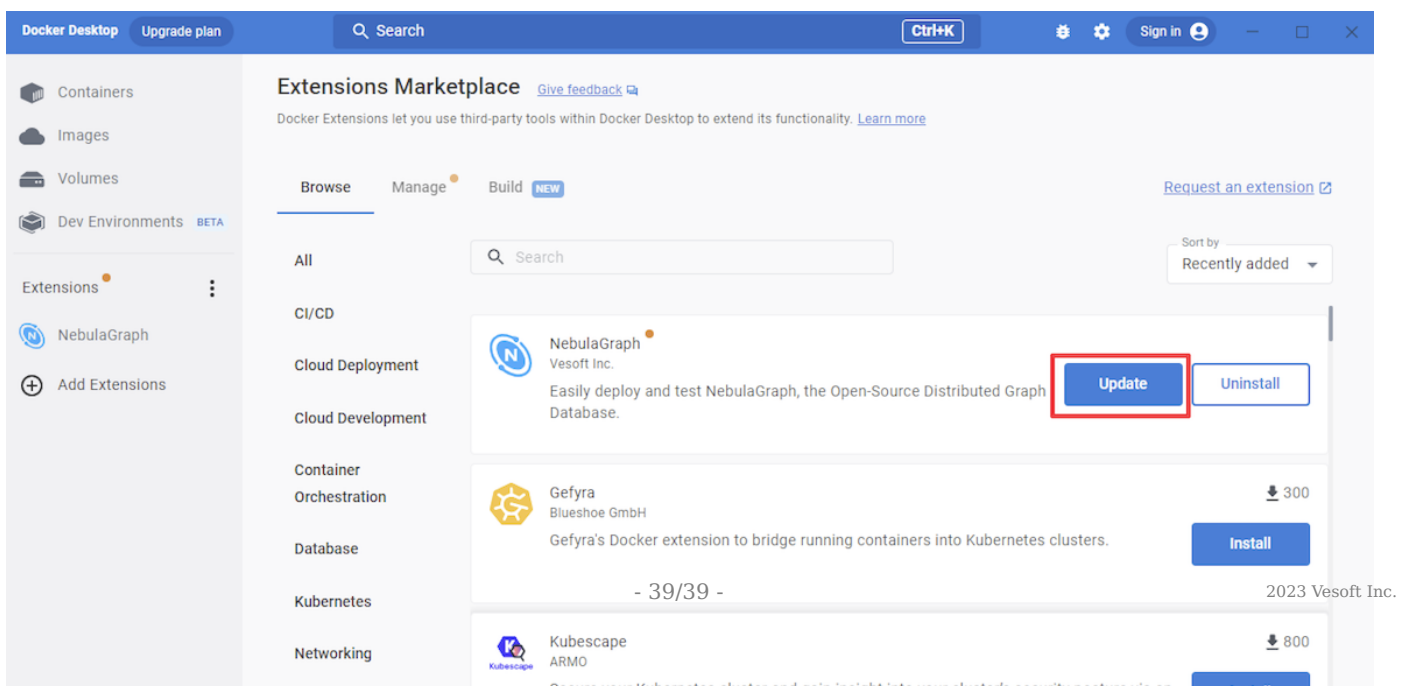 Docker Desktop Upgrade plan Search Ctrl+K Sign in
Containers
Images
Volumes
Dev Environments BETA
Extensions
NebulaGraph
Add Extensions
Extensions Marketplace Give feedback
Docker Extensions let you use third-party tools within Docker Desktop to extend its functionality. Learn more
Browse Manage Build NEW Request an extension
All
CI/CD
Cloud Deployment
Cloud Development
Container
Orchestration
Database
Kubernetes
Networking
Search
Sort by
Recently added
NebulaGraph
Vesoft Inc.
Easily deploy and test NebulaGraph, the Open-Source Distributed Graph
Database.
Update Uninstall
Gefyra
Blueshoe GmbH
Gefyra's Docker extension to bridge running containers into Kubernetes clusters.
300
Install
- 39/39 -
2023 Vesoft Inc.
Kubescape
Kubescape
ARMO
800